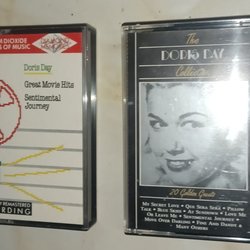 M DIOXIDE
S OF MUSIC
Doris Day
Great Movie Hits
Sentimental
Journey
REMASTERED
RDING
The
DORIS DAY
Collection
20 Golden Greats
MY SECRET LOVE • QUE SERA SERA • PILLOW
TALK • BLUE SKIES • AT SUNDOWN • LOVE ME
OR LEAVE ME • SENTIMENTAL JOURNEY •
MOVE OVER DARLING • FINE AND DANDY &
MANY OTHERS